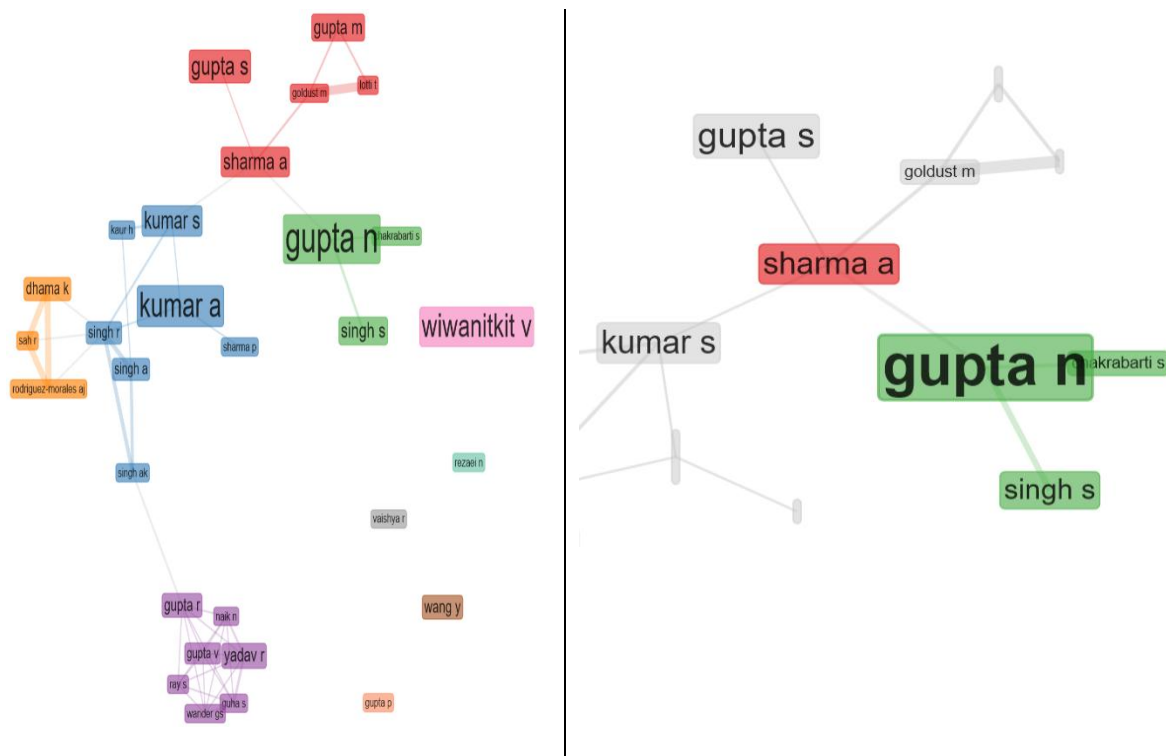 gupta m
gupta s
goldust m
lotti t
sharma a
kumar s
kaur h
gupta n
chakrabarti s
dhama k
kumar a
wiwanitkit v
singh r
singh s
sah r
sharma p
singh a
rodriguez-morales aj
singh ak
rezaei n
vaishya r
gupta r
naik n
wang y
gupta v
yadav r
ray s
guha s
wander gs
gupta p
gupta s
goldust m
sharma a
kumar s
gupta n
chakrabarti s
singh s